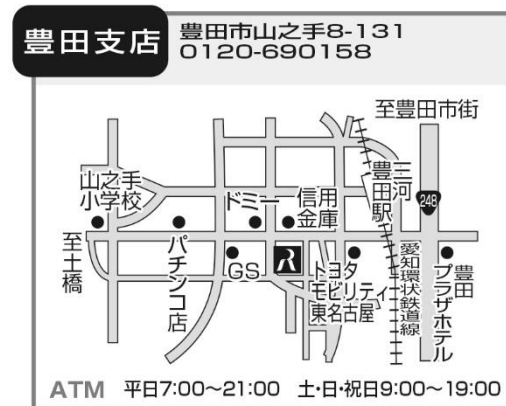 豊田支店
豊田市山之手8-131
0120-690158
至豊田市街
山之手
小学校
ドミー
信用
金庫
三河
豊田駅
248
至土橋
パチンコ店
GS
R
トヨタ
モビリティ
東名古屋
愛知環状鉄道線
豊田
プラザホテル
ATM 平日7:00～21:00 土・日・祝日9:00～19:00